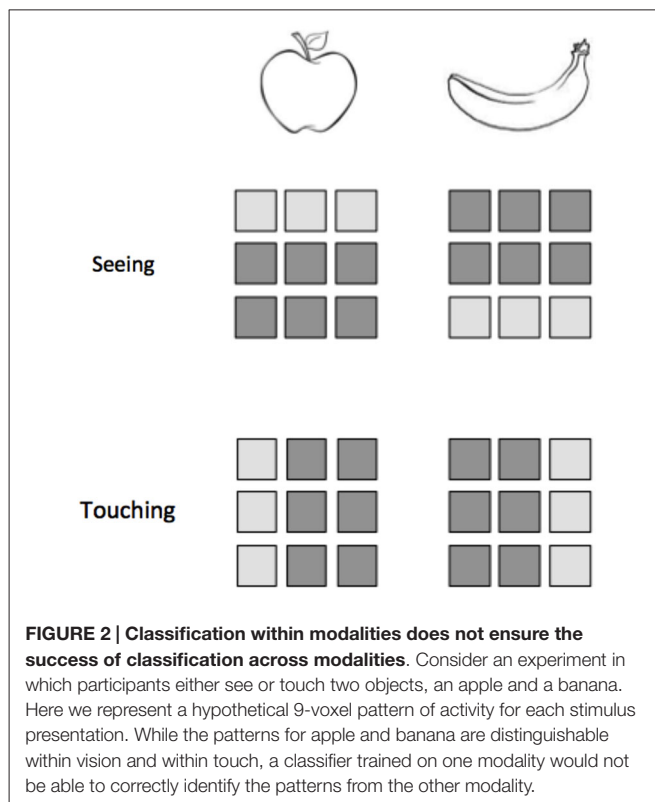 Seeing
Touching
FIGURE 2 | Classification within modalities does not ensure the
success of classification across modalities. Consider an experiment in
which participants either see or touch two objects, an apple and a banana.
Here we represent a hypothetical 9-voxel pattern of activity for each stimulus
presentation. While the patterns for apple and banana are distinguishable
within vision and within touch, a classifier trained on one modality would not
be able to correctly identify the patterns from the other modality.